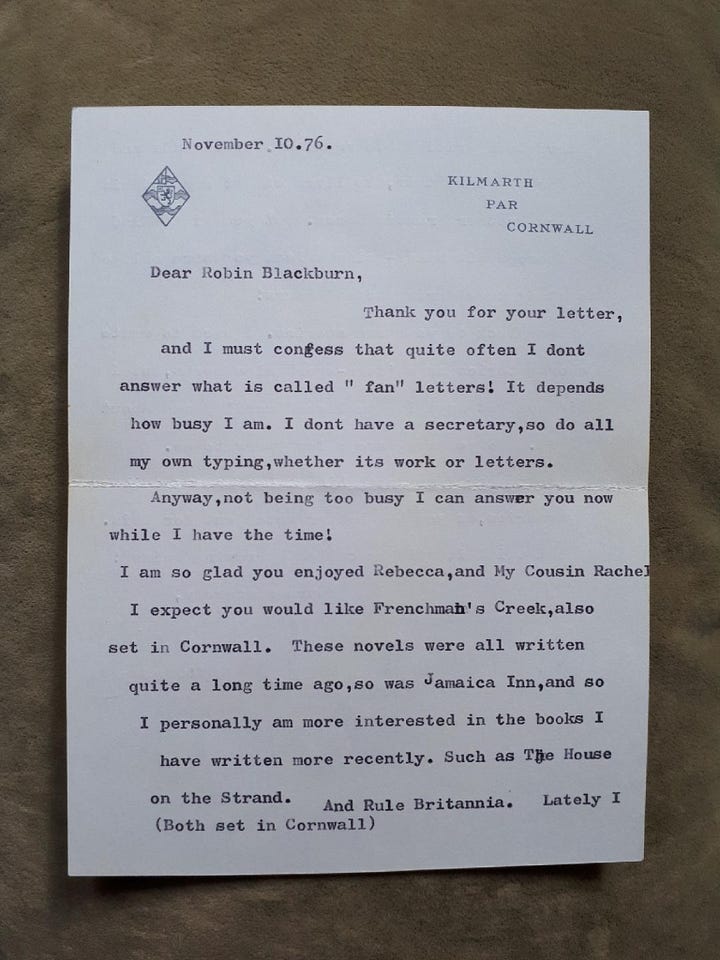 November 10.76.
KILMARTH
PAR
CORNWALL
Dear Robin Blackburn,
Thank you for your letter,
and I must confess that quite often I dont
answer what is called " fan" letters! It depends
how busy I am. I dont have a secretary,so do all
my own typing,whether its work or letters.
Anyway,not being too busy I can answer you now
while I have the time!
I am so glad you enjoyed Rebecca,and My Cousin Rachel
I expect you would like Frenchman's Creek,also
set in Cornwall. These novels were all written
quite a long time ago,so was Jamaica Inn,and so
I personally am more interested in the books I
have written more recently. Such as The House
on the Strand. And Rule Britannia. Lately I
(Both set in Cornwall)